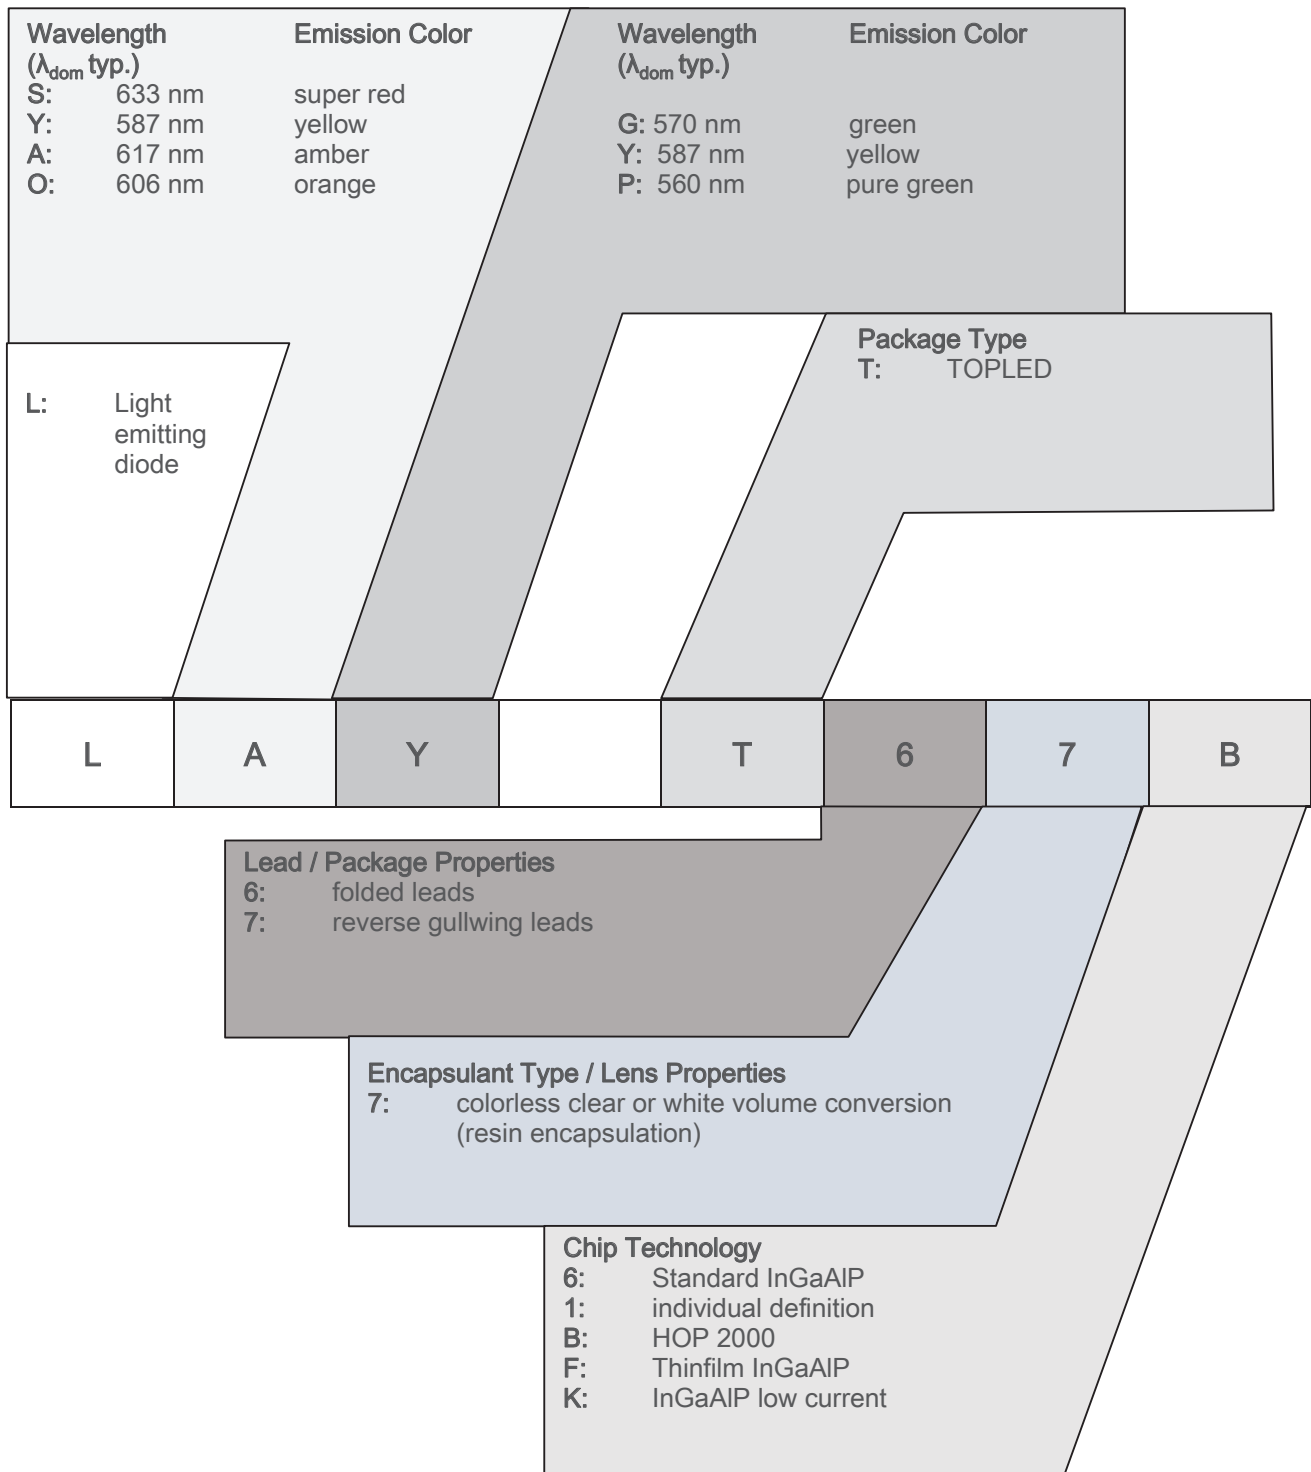 Wavelength Emission Color
(λdom typ.)
S: 633 nm super red
Y: 587 nm yellow
A: 617 nm amber
O: 606 nm orange
Wavelength Emission Color
(λdom typ.)
G: 570 nm green
Y: 587 nm yellow
P: 560 nm pure green
Package Type
T: TOPLED
L: Light
emitting
diode
L A Y T 6 7 B
Lead / Package Properties
6: folded leads
7: reverse gullwing leads
Encapsulant Type / Lens Properties
7: colorless clear or white volume conversion
(resin encapsulation)
Chip Technology
6: Standard InGaAlP
1: individual definition
B: HOP 2000
F: Thinfilm InGaAlP
K: InGaAlP low current